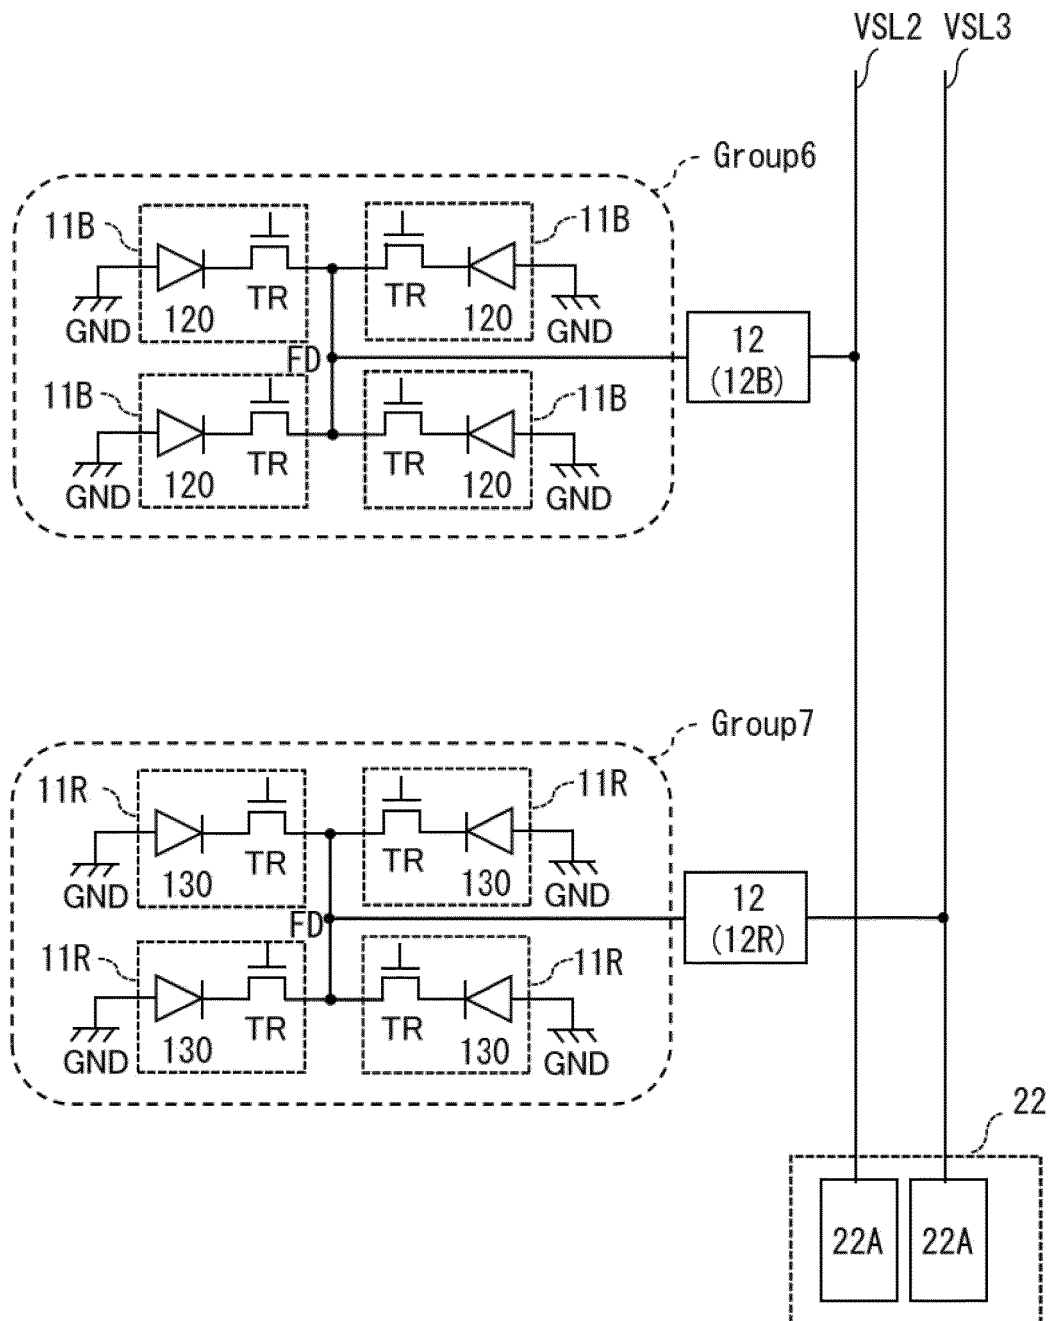 VSL2 VSL3
Group6
11B 11B
TR TR
120 120
GND GND
12
(12B)
FD
11B 11B
TR TR
120 120
GND GND
Group7
11R 11R
TR TR
130 130
GND GND
12
(12R)
FD
11R 11R
TR TR
130 130
GND GND
22
22A 22A